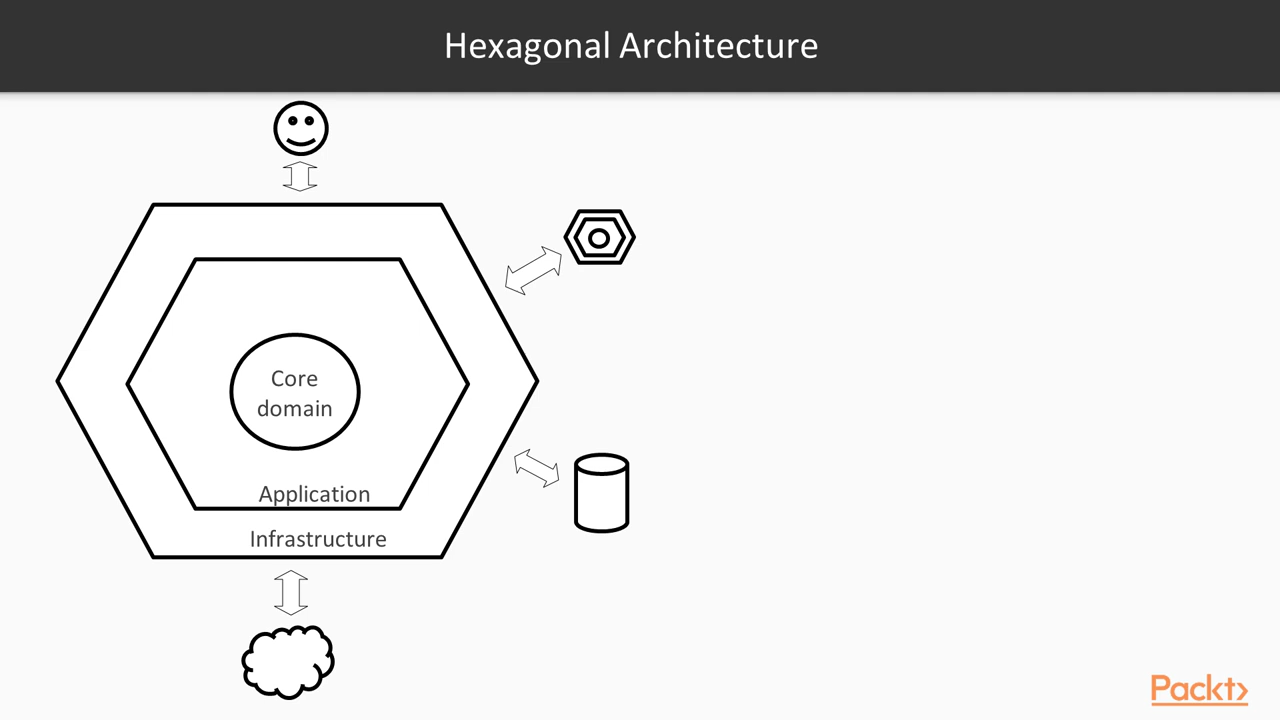 Hexagonal Architecture
Core
domain
Application
Infrastructure
Packt>